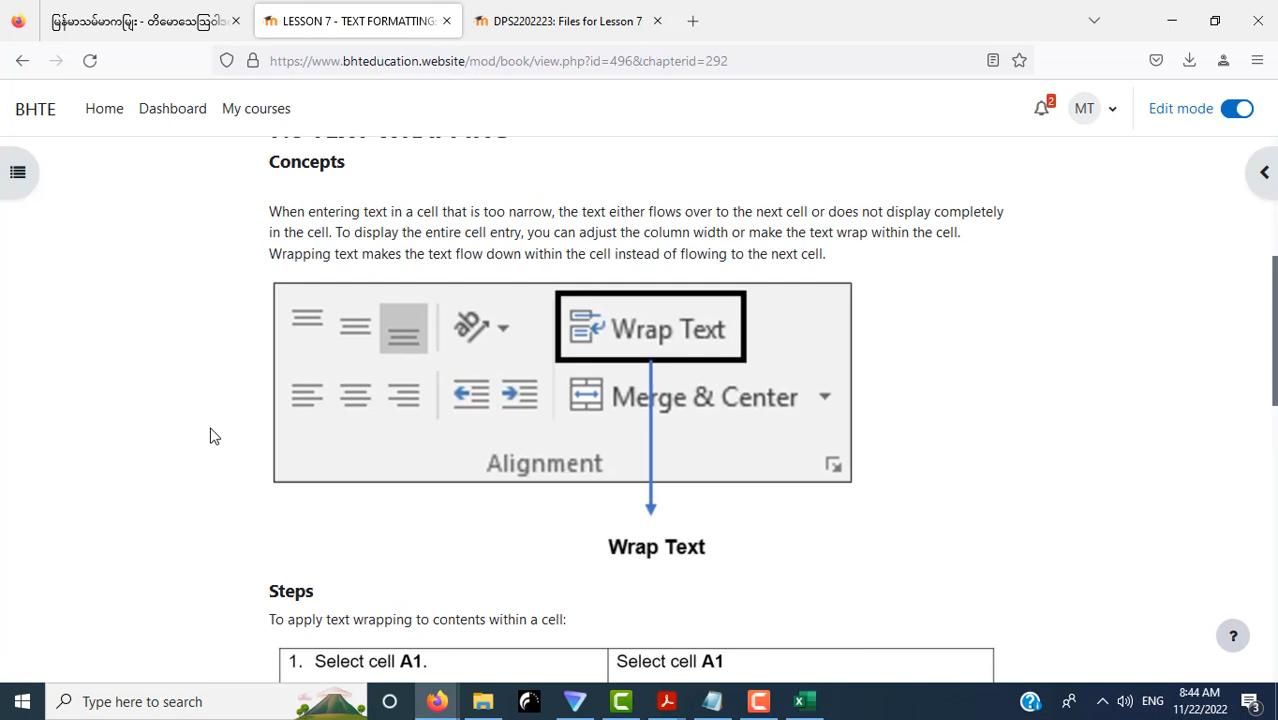 LESSON 7 - TEXT FORMATTING:
DPS2202223: Files for Lesson 7
https://www.bhteducation.website/mod/book/view.php?id=496&chapterid=292
BHTE
Home
Dashboard
My courses
2
MT
Edit mode
Concepts
When entering text in a cell that is too narrow, the text either flows over to the next cell or does not display completely
in the cell. To display the entire cell entry, you can adjust the column width or make the text wrap within the cell.
Wrapping text makes the text flow down within the cell instead of flowing to the next cell.
ab
Wrap Text
Merge & Center
Alignment
Wrap Text
Steps
To apply text wrapping to contents within a cell:
1. Select cell A1.
Select cell A1
?
Type here to search
ENG
8:44 AM
11/22/2022
3